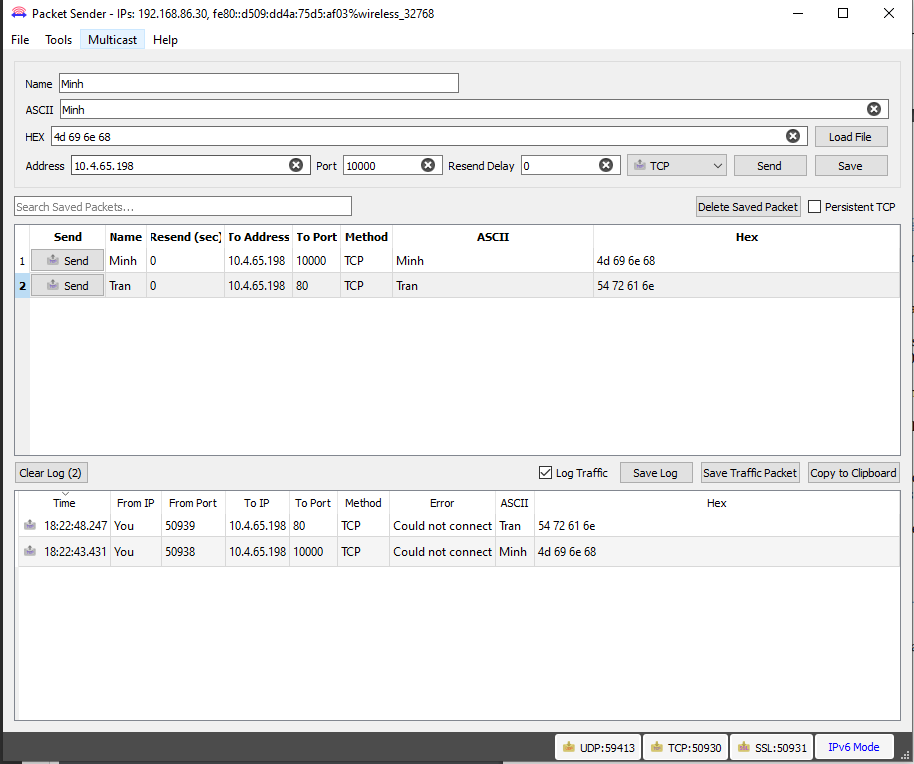 Packet Sender - IPs: 192.168.86.30, fe80::d509:dd4a:75d5:af03%wireless_32768
File Tools Multicast Help
Name Minh
ASCII Minh
HEX 4d 69 6e 68 Load File
Address 10.4.65.198 Port 10000 Resend Delay 0 TCP Send Save
Search Saved Packets... Delete Saved Packet Persistent TCP
Send Name Resend (sec) To Address To Port Method ASCII Hex
1 Send Minh 0 10.4.65.198 10000 TCP Minh 4d 69 6e 68
2 Send Tran 0 10.4.65.198 80 TCP Tran 54 72 61 6e
Clear Log (2) Log Traffic Save Log Save Traffic Packet Copy to Clipboard
Time From IP From Port To IP To Port Method Error ASCII Hex
18:22:48.247 You 50939 10.4.65.198 80 TCP Could not connect Tran 54 72 61 6e
18:22:43.431 You 50938 10.4.65.198 10000 TCP Could not connect Minh 4d 69 6e 68
UDP:59413 TCP:50930 SSL:50931 IPv6 Mode